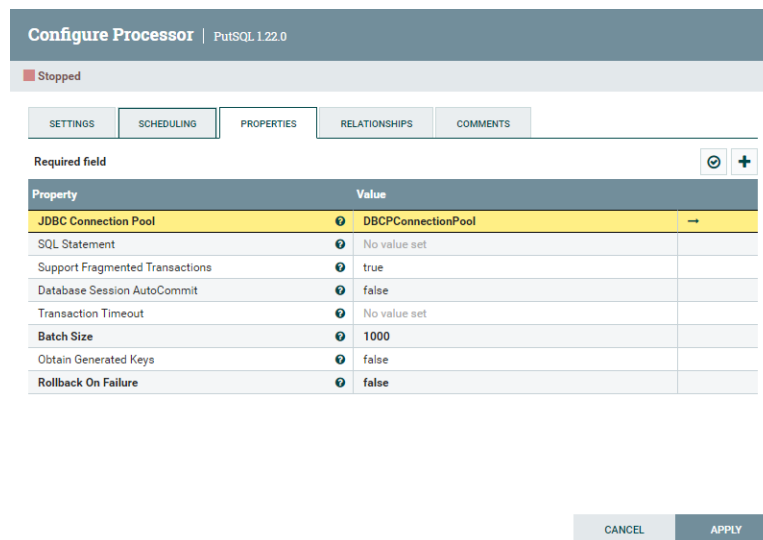 Configure Processor | PutSQL 1.22.0
Stopped
SETTINGS SCHEDULING PROPERTIES RELATIONSHIPS COMMENTS
Required field
Property Value
JDBC Connection Pool DBCPConnectionPool
SQL Statement No value set
Support Fragmented Transactions true
Database Session AutoCommit false
Transaction Timeout No value set
Batch Size 1000
Obtain Generated Keys false
Rollback On Failure false
CANCEL APPLY